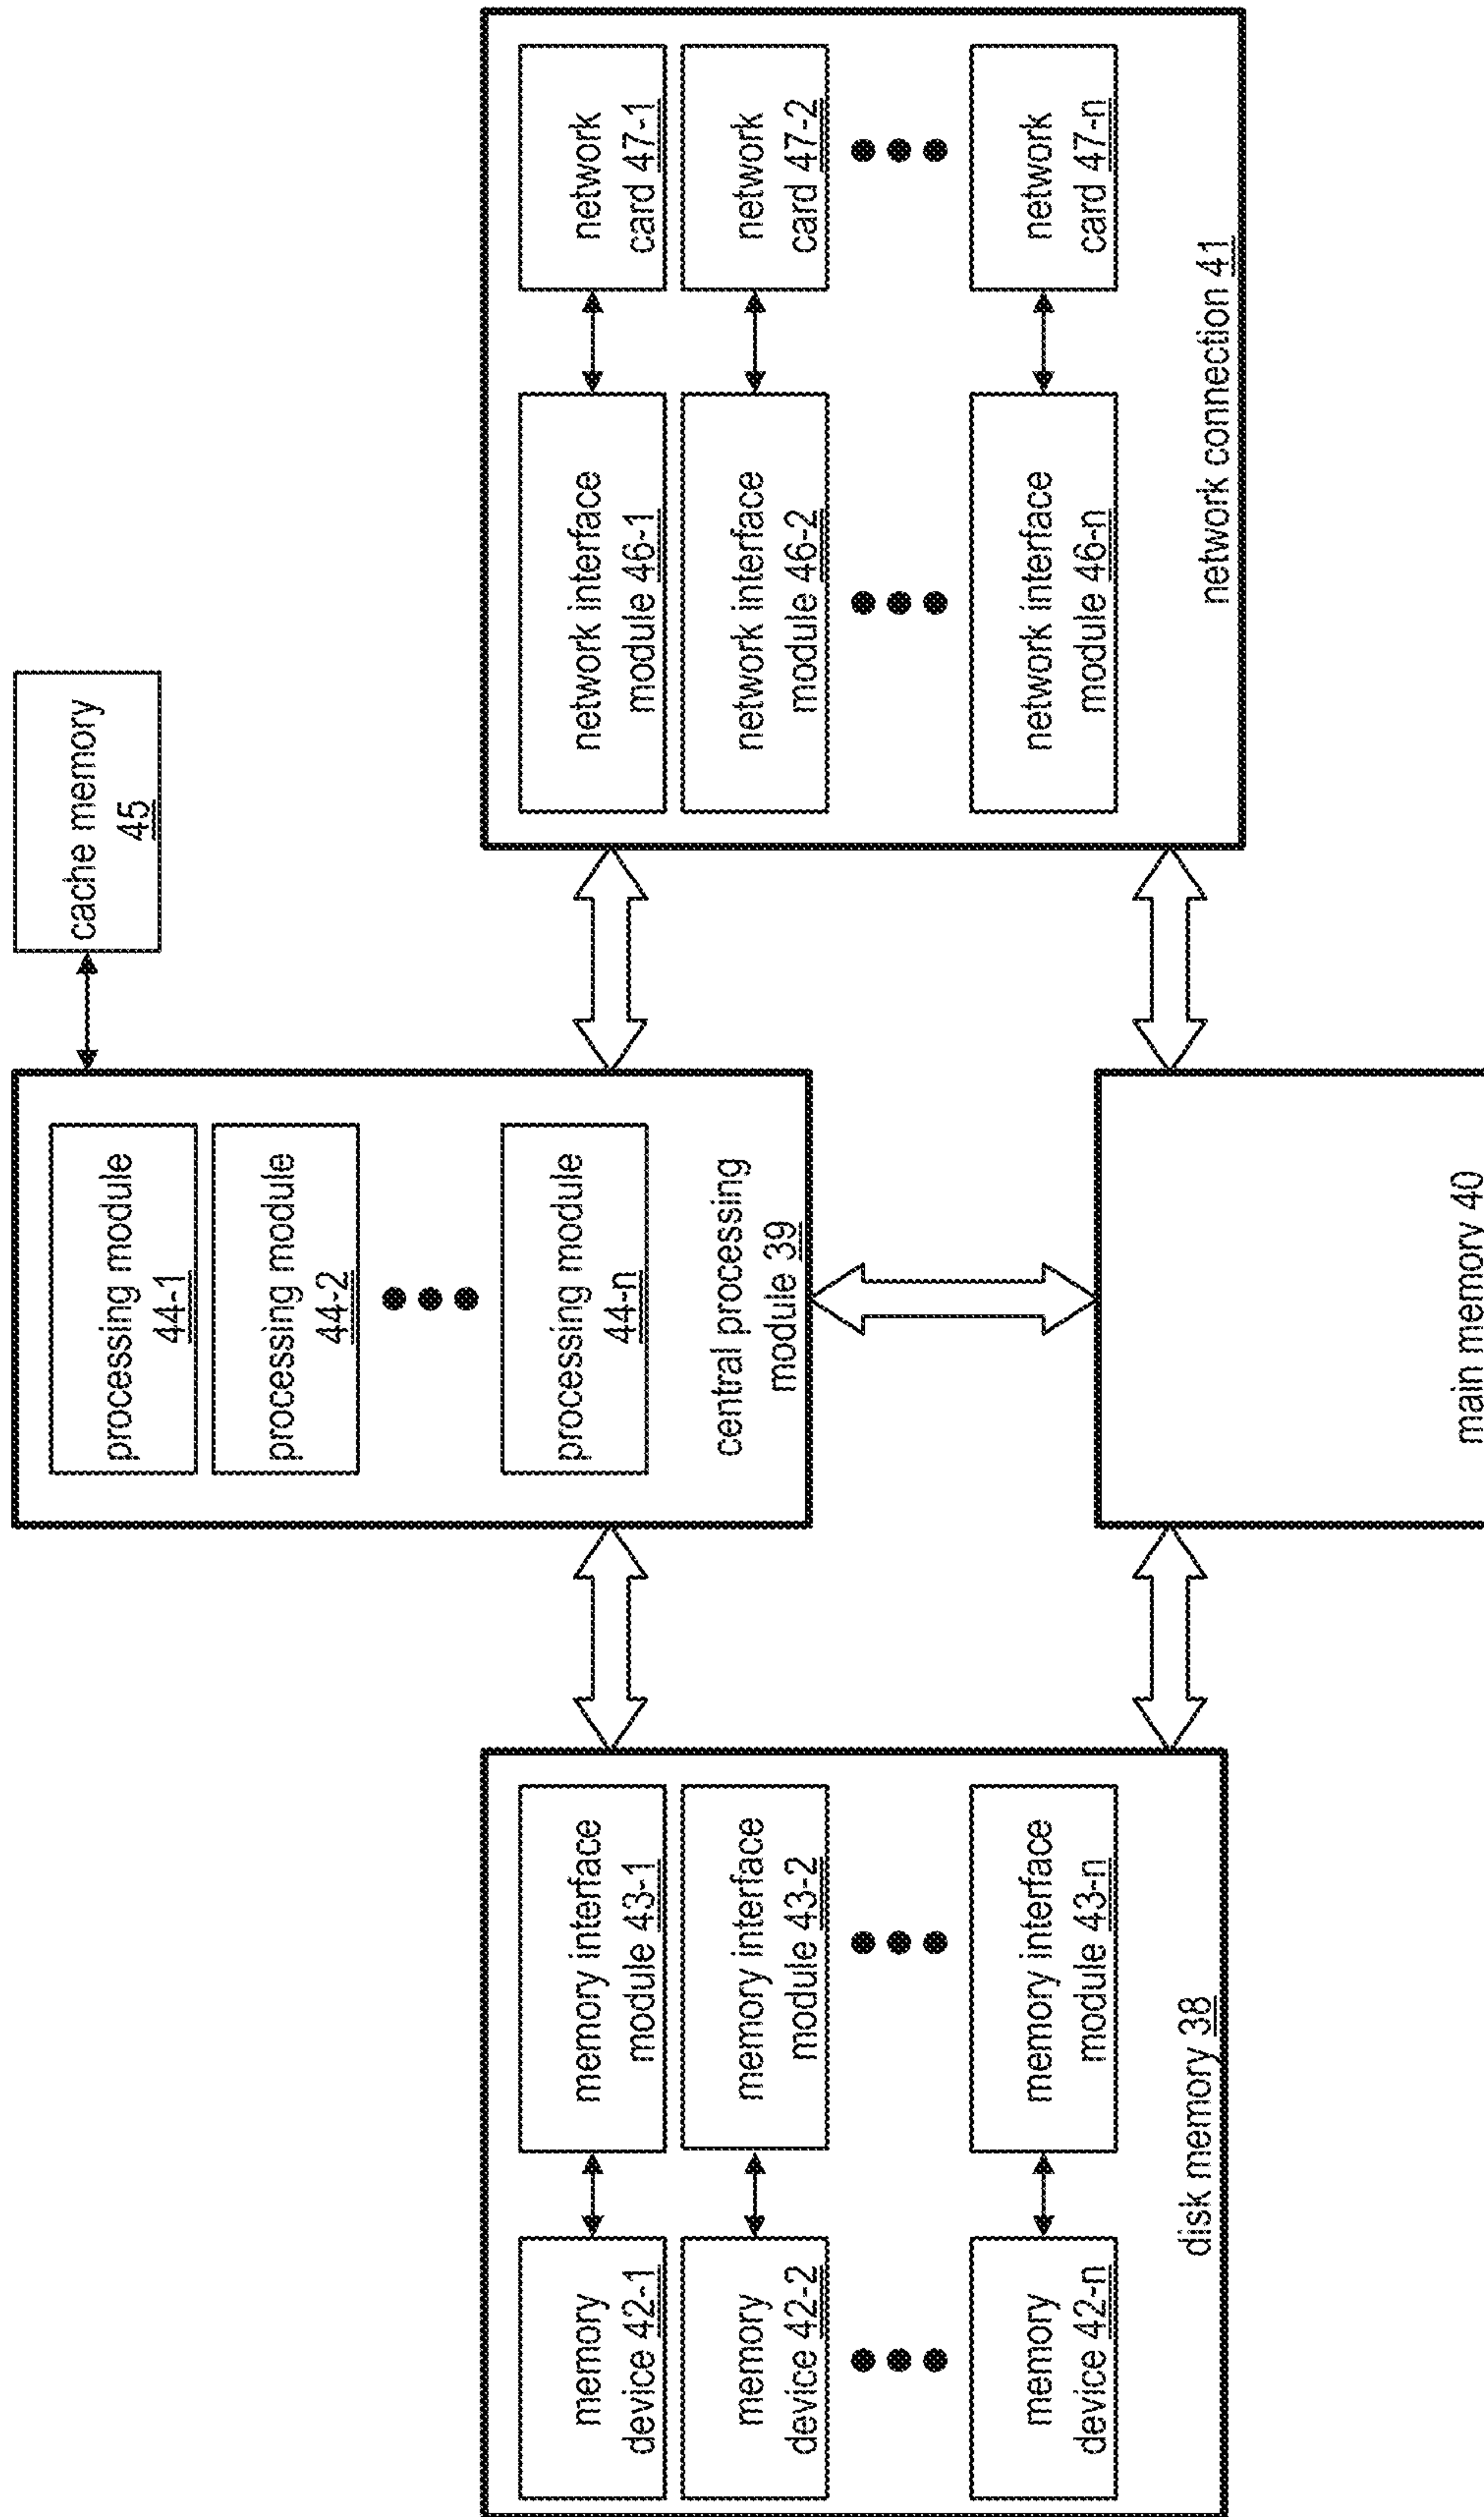 cache memory
45
processing module
44-1
processing module
44-2
processing module
44-n
central processing
module 39
memory
device 42-1
memory interface
module 43-1
memory
device 42-2
memory interface
module 43-2
memory
device 42-n
memory interface
module 43-n
disk memory 38
network interface
module 46-1
network
card 47-1
network interface
module 46-2
network
card 47-2
network interface
module 46-n
network
card 47-n
network connection 41
main memory 40